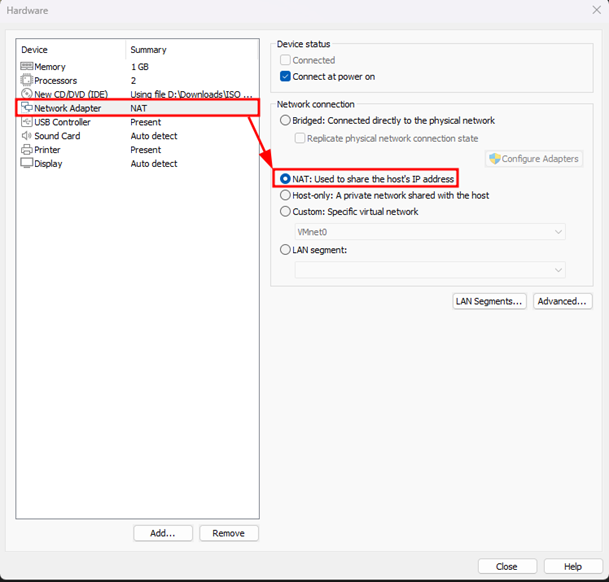 Hardware
Device Summary
Memory 1 GB
Processors 2
New CD/DVD (IDE) Using file D:\Downloads\ISO ...
Network Adapter NAT
USB Controller Present
Sound Card Auto detect
Printer Present
Display Auto detect
Add... Remove
Device status
Connected
Connect at power on
Network connection
Bridged: Connected directly to the physical network
Replicate physical network connection state
Configure Adapters
NAT: Used to share the host's IP address
Host-only: A private network shared with the host
Custom: Specific virtual network
VMnet0
LAN segment:
LAN Segments... Advanced...
Close Help